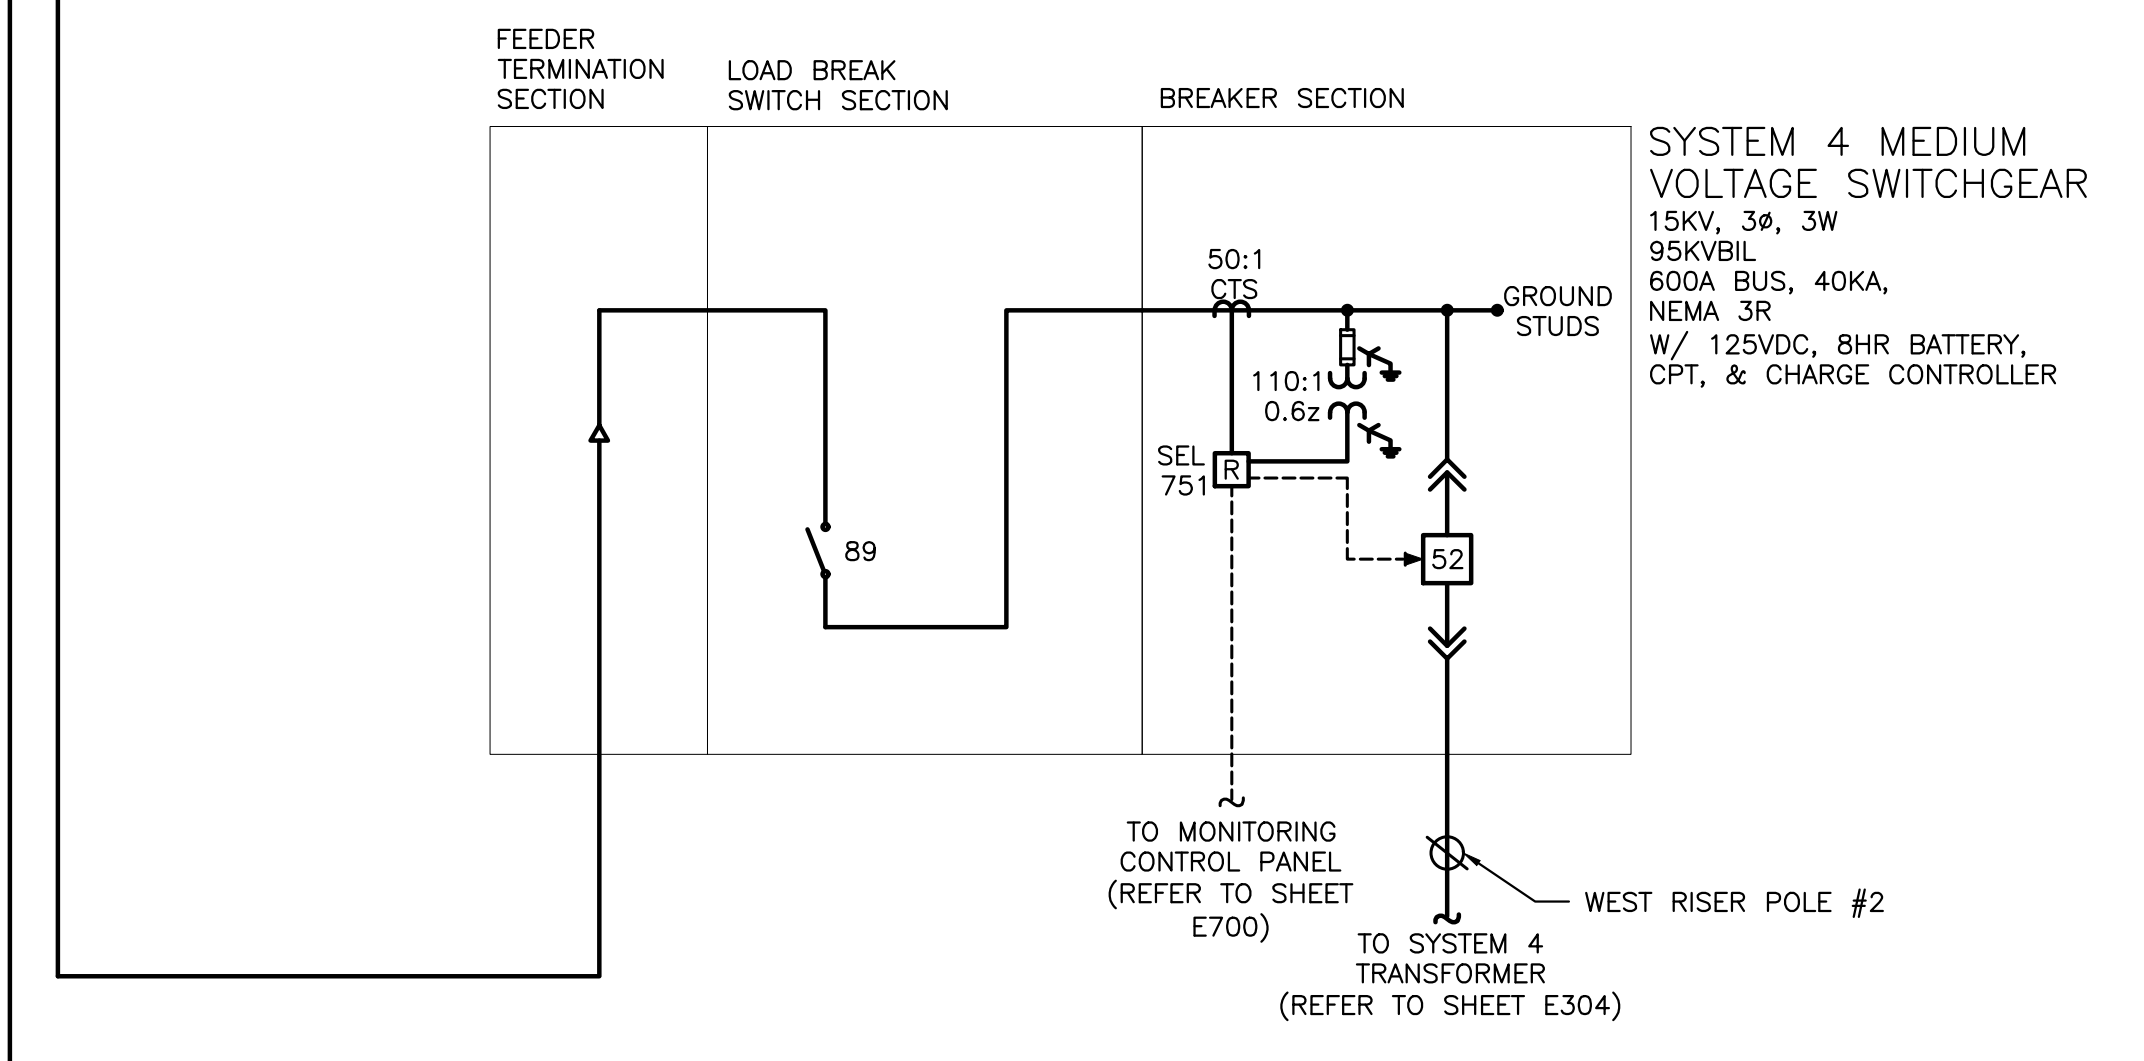 FEEDER
TERMINATION
SECTION
LOAD BREAK
SWITCH SECTION
BREAKER SECTION
SYSTEM 4 MEDIUM
VOLTAGE SWITCHGEAR
15KV, 3ø, 3W
95KVBIL
600A BUS, 40KA,
NEMA 3R
W/ 125VDC, 8HR BATTERY,
CPT, & CHARGE CONTROLLER
50:1
CTS
GROUND
STUDS
110:1
0.6z
SEL
751
R
89
52
TO MONITORING
CONTROL PANEL
(REFER TO SHEET
E700)
WEST RISER POLE #2
TO SYSTEM 4
TRANSFORMER
(REFER TO SHEET E304)